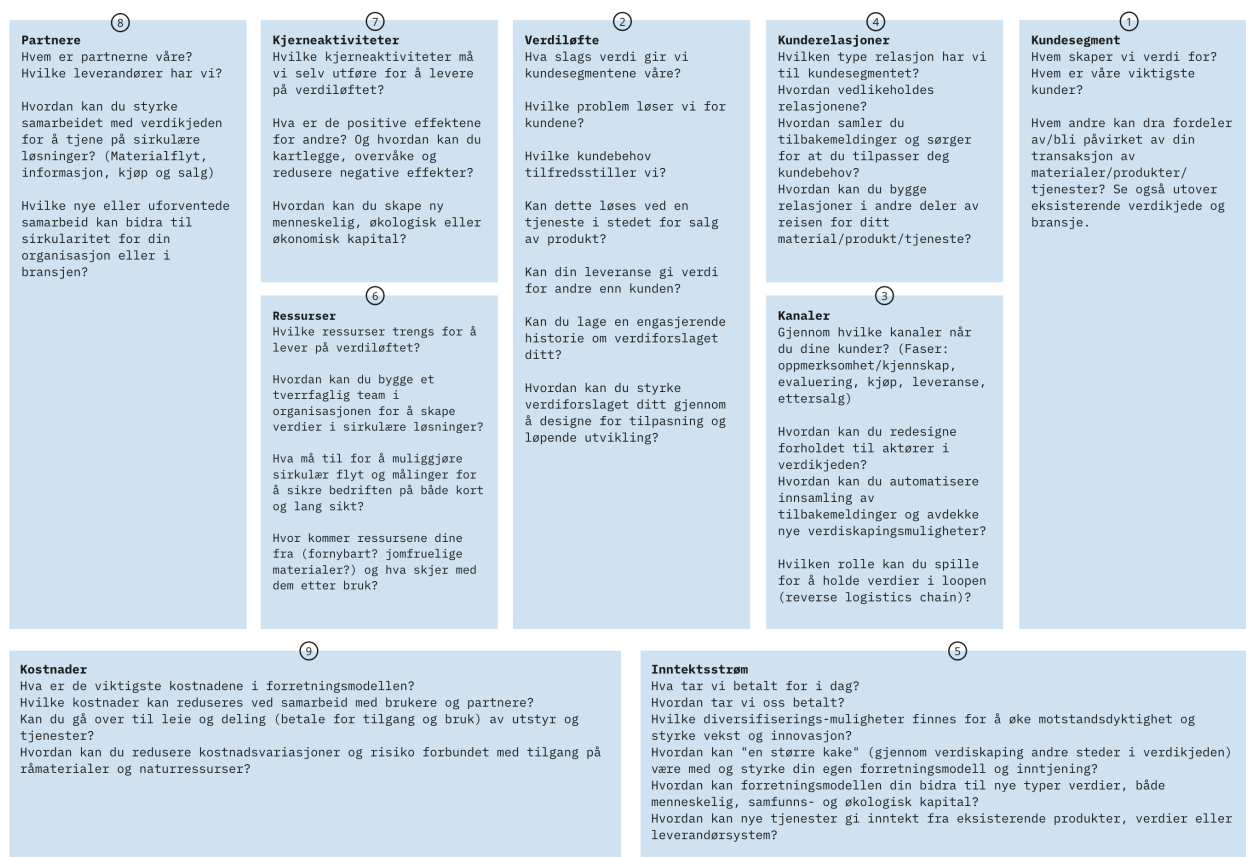 8
Partnere
Hvem er partnerne våre?
Hvilke leverandører har vi?
Hvordan kan du styrke
samarbeidet med verdikjeden
for å tjene på sirkulære
løsninger? (Materialflyt,
informasjon, kjøp og salg)
Hvilke nye eller uforventede
samarbeid kan bidra til
sirkularitet for din
organisasjon eller i
bransjen?
7
Kjerneaktiviteter
Hvilke kjerneaktiviteter må
vi selv utføre for å levere
på verdiløftet?
Hva er de positive effektene
for andre? Og hvordan kan du
kartlegge, overvåke og
redusere negative effekter?
Hvordan kan du skape ny
menneskelig, økologisk eller
økonomisk kapital?
6
Ressurser
Hvilke ressurser trengs for å
lever på verdiløftet?
Hvordan kan du bygge et
tverrfaglig team i
organisasjonen for å skape
verdier i sirkulære løsninger?
Hva må til for å muliggjøre
sirkulær flyt og målinger for
å sikre bedriften på både kort
og lang sikt?
Hvor kommer ressursene dine
fra (fornybart? jomfruelige
materialer?) og hva skjer med
dem etter bruk?
2
Verdiløfte
Hva slags verdi gir vi
kundesegmentene våre?
Hvilke problem løser vi for
kundene?
Hvilke kundebehov
tilfredsstiller vi?
Kan dette løses ved en
tjeneste i stedet for salg
av produkt?
Kan din leveranse gi verdi
for andre enn kunden?
Kan du lage en engasjerende
historie om verdiforslaget
ditt?
Hvordan kan du styrke
verdiforslaget ditt gjennom
å designe for tilpasning og
løpende utvikling?
4
Kunderelasjoner
Hvilken type relasjon har vi
til kundesegmentet?
Hvordan vedlikeholdes
relasjonene?
Hvordan samler du
tilbakemeldinger og sørger
for at du tilpasser deg
kundebehov?
Hvordan kan du bygge
relasjoner i andre deler av
reisen for ditt
material/produkt/tjeneste?
3
Kanaler
Gjennom hvilke kanaler når
du dine kunder? (Faser:
oppmerksomhet/kjennskap,
evaluering, kjøp, leveranse,
ettersalg)
Hvordan kan du redesigne
forholdet til aktører i
verdikjeden?
Hvordan kan du automatisere
innsamling av
tilbakemeldinger og avdekke
nye verdiskapingsmuligheter?
Hvilken rolle kan du spille
for å holde verdier i loopen
(reverse logistics chain)?
1
Kundesegment
Hvem skaper vi verdi for?
Hvem er våre viktigste
kunder?
Hvem andre kan dra fordeler
av/bli påvirket av din
transaksjon av
materialer/produkter/
tjenester? Se også utover
eksisterende verdikjede og
bransje.
9
Kostnader
Hva er de viktigste kostnadene i forretningsmodellen?
Hvilke kostnader kan reduseres ved samarbeid med brukere og partnere?
Kan du gå over til leie og deling (betale for tilgang og bruk) av utstyr og
tjenester?
Hvordan kan du redusere kostnadsvariasjoner og risiko forbundet med tilgang på
råmaterialer og naturressurser?
5
Inntektsstrøm
Hva tar vi betalt for i dag?
Hvordan tar vi oss betalt?
Hvilke diversifiserings-muligheter finnes for å øke motstandsdyktighet og
styrke vekst og innovasjon?
Hvordan kan "en større kake" (gjennom verdiskaping andre steder i verdikjeden)
være med og styrke din egen forretningsmodell og inntjening?
Hvordan kan forretningsmodellen din bidra til nye typer verdier, både
menneskelig, samfunns- og økologisk kapital?
Hvordan kan nye tjenester gi inntekt fra eksisterende produkter, verdier eller
leverandørsystem?